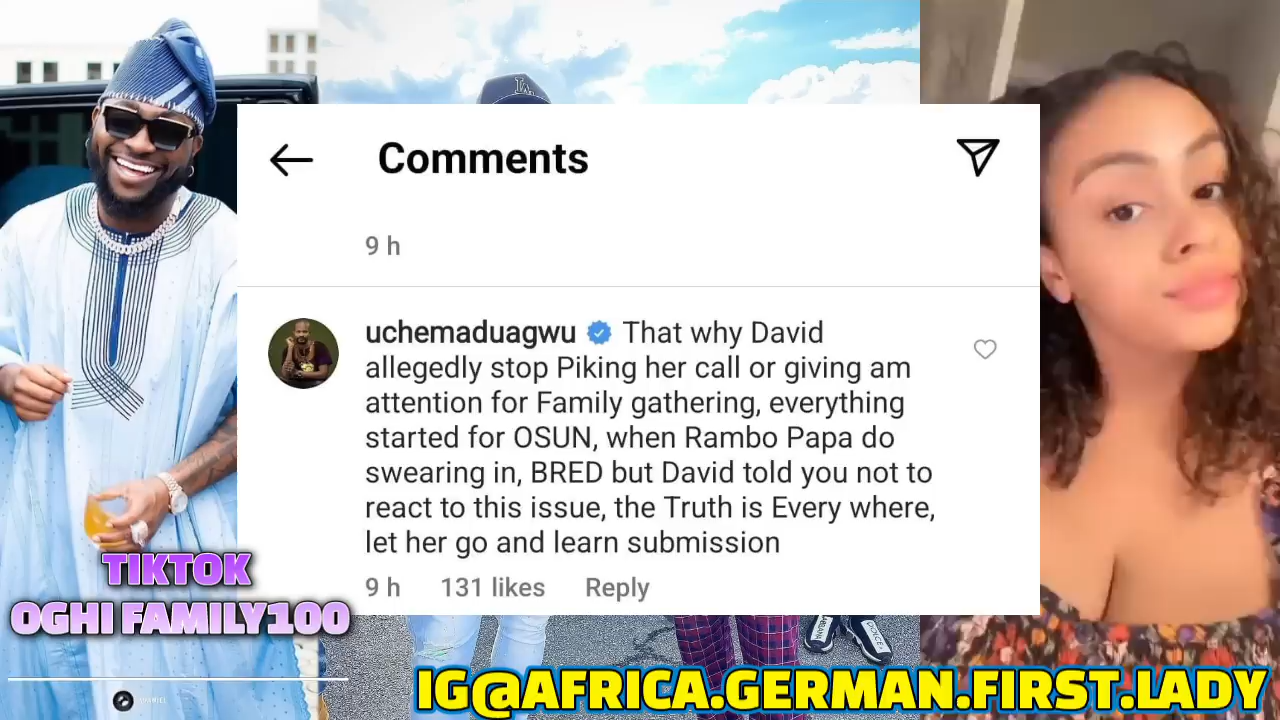 LA
Comments
9 h
uchemaduagwu That why David
allegedly stop Piking her call or giving am
attention for Family gathering, everything
started for OSUN, when Rambo Papa do
swearing in, BRED but David told you not to
react to this issue, the Truth is Every where,
let her go and learn submission
9 h 131 likes Reply
TIKTOK
OGHI FAMILY100
IG@AFRICA.GERMAN.FIRST.LADY